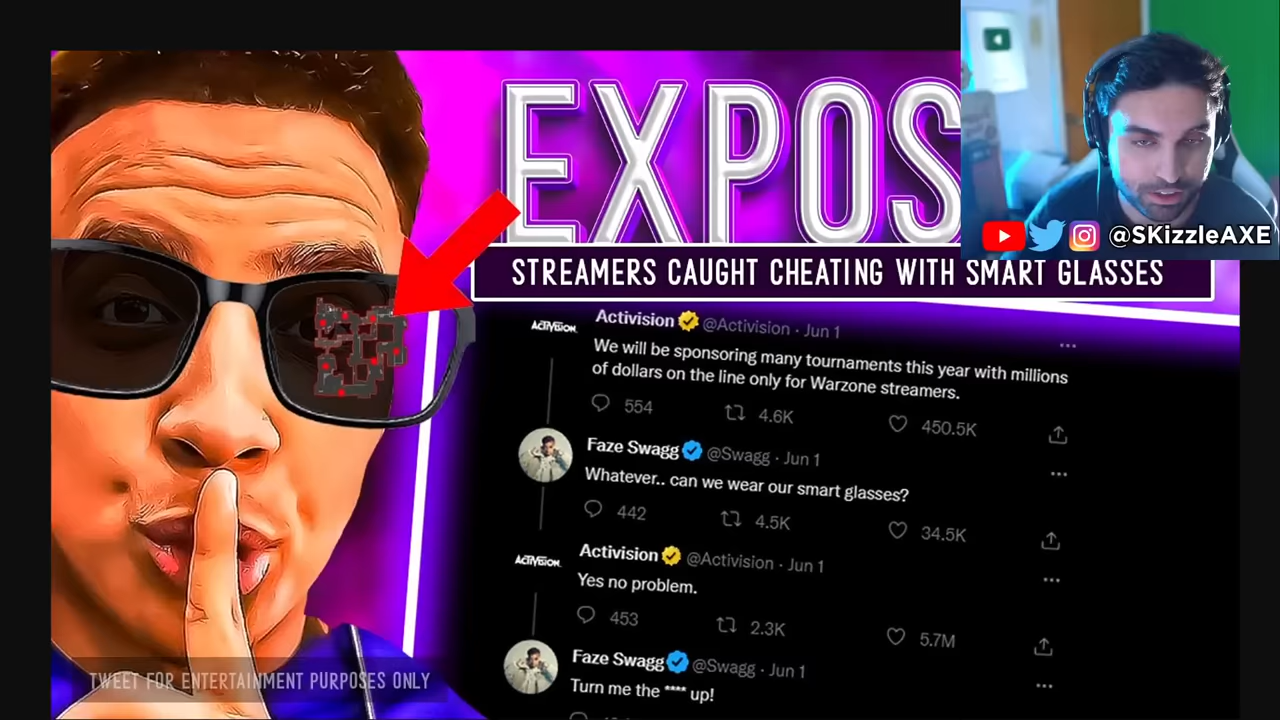 EXPOS
@SKizzleAXE
STREAMERS CAUGHT CHEATING WITH SMART GLASSES
ACTIVISION.
Activision @Activision · Jun 1
We will be sponsoring many tournaments this year with millions
of dollars on the line only for Warzone streamers.
554 4.6K 450.5K
Faze Swagg @Swagg · Jun 1
Whatever.. can we wear our smart glasses?
442 4.5K 34.5K
ACTIVISION.
Activision @Activision · Jun 1
Yes no problem.
453 2.3K 5.7M
Faze Swagg @Swagg · Jun 1
Turn me the **** up!
TWEET FOR ENTERTAINMENT PURPOSES ONLY